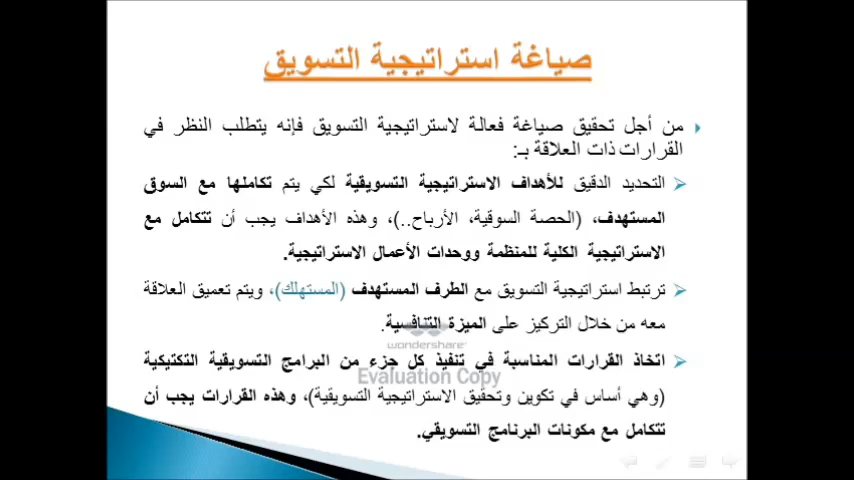 صياغة استراتيجية التسويق
من أجل تحقيق صياغة فعالة لاستراتيجية التسويق فإنه يتطلب النظر في
القرارات ذات العلاقة بـ:
التحديد الدقيق للأهداف الاستراتيجية التسويقية لكي يتم تكاملها مع السوق
المستهدف، (الحصة السوقية، الأرباح..)، وهذه الأهداف يجب أن تتكامل مع
الاستراتيجية الكلية للمنظمة ووحدات الأعمال الاستراتيجية.
ترتبط استراتيجية التسويق مع الطرف المستهدف (المستهلك)، ويتم تعميق العلاقة
معه من خلال التركيز على الميزة التنافسية.
wondershare
اتخاذ القرارات المناسبة في تنفيذ كل جزء من البرامج التسويقية التكتيكية
Evaluation Copy
(وهي أساس في تكوين وتحقيق الاستراتيجية التسويقية)، وهذه القرارات يجب أن
تتكامل مع مكونات البرنامج التسويقي.